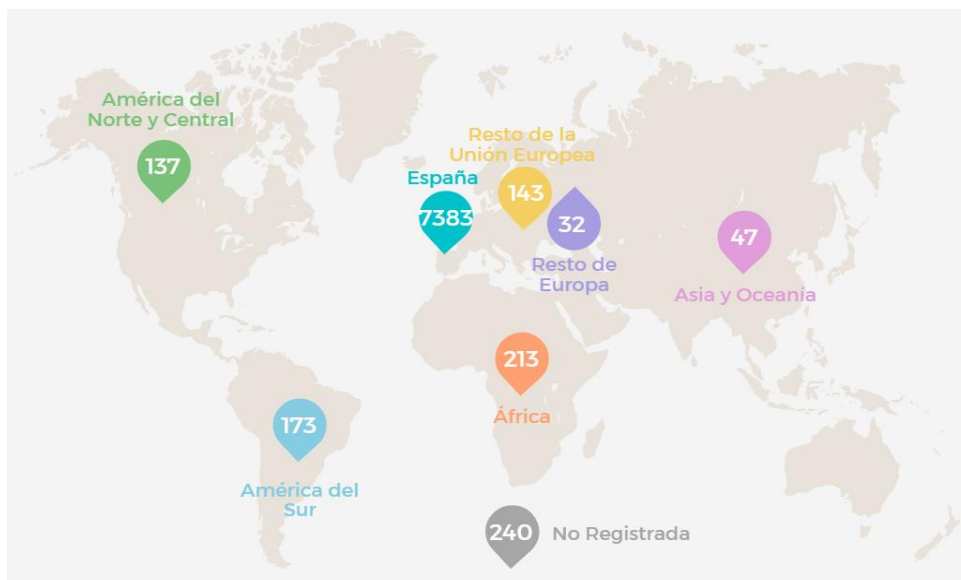 América del
Norte y Central
137
Resto de la
Unión Europea
143
España
7383
32
Resto de
Europa
47
Asia y Oceanía
213
África
173
América del
Sur
240
No Registrada